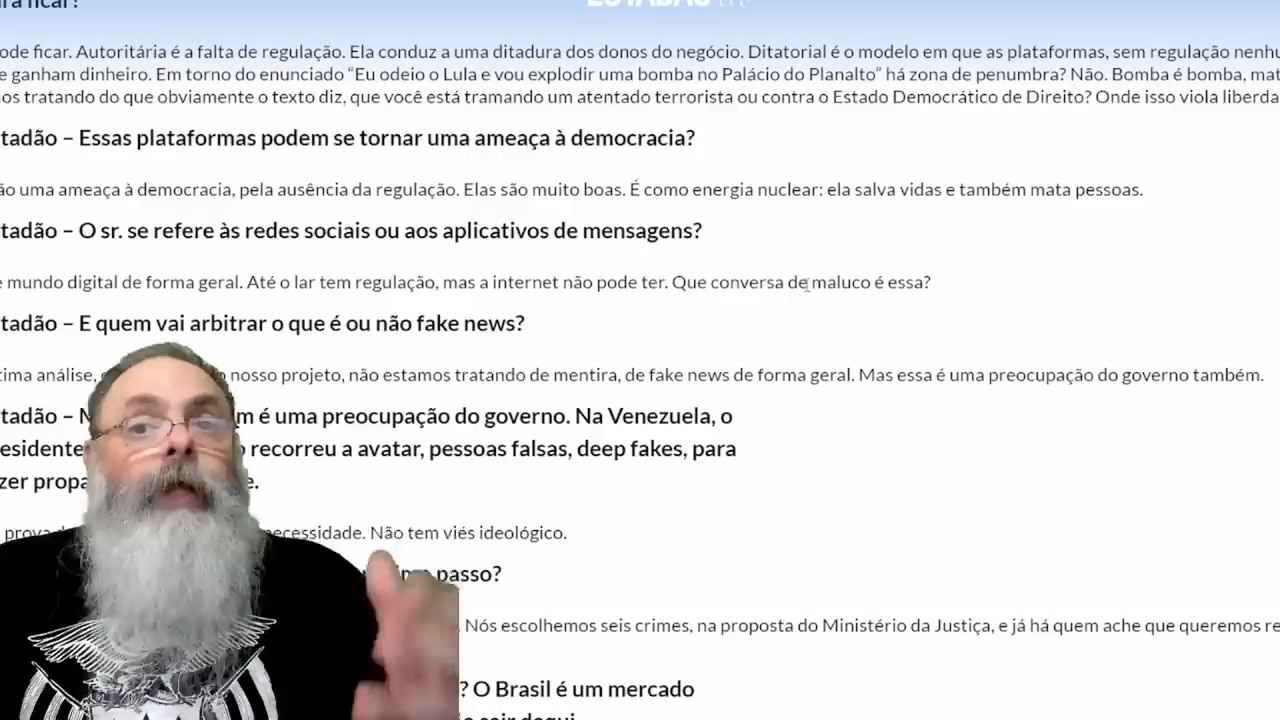 ra ficar?
ESTADÃO
ode ficar. Autoritária é a falta de regulação. Ela conduz a uma ditadura dos donos do negócio. Ditatorial é o modelo em que as plataformas, sem regulação nenhu
e ganham dinheiro. Em torno do enunciado “Eu odeio o Lula e vou explodir uma bomba no Palácio do Planalto” há zona de penumbra? Não. Bomba é bomba, mat
os tratando do que obviamente o texto diz, que você está tramando um atentado terrorista ou contra o Estado Democrático de Direito? Onde isso viola liberda
tadão – Essas plataformas podem se tornar uma ameaça à democracia?
ão uma ameaça à democracia, pela ausência da regulação. Elas são muito boas. É como energia nuclear: ela salva vidas e também mata pessoas.
tadão – O sr. se refere às redes sociais ou aos aplicativos de mensagens?
e mundo digital de forma geral. Até o lar tem regulação, mas a internet não pode ter. Que conversa de maluco é essa?
tadão – E quem vai arbitrar o que é ou não fake news?
tima análise, nosso projeto, não estamos tratando de mentira, de fake news de forma geral. Mas essa é uma preocupação do governo também.
tadão – M m é uma preocupação do governo. Na Venezuela, o
esidente recorreu a avatar, pessoas falsas, deep fakes, para
zer propa e.
prova ecessidade. Não tem viés ideológico.
passo?
Nós escolhemos seis crimes, na proposta do Ministério da Justiça, e já há quem ache que queremos re
? O Brasil é um mercado
sair daqui